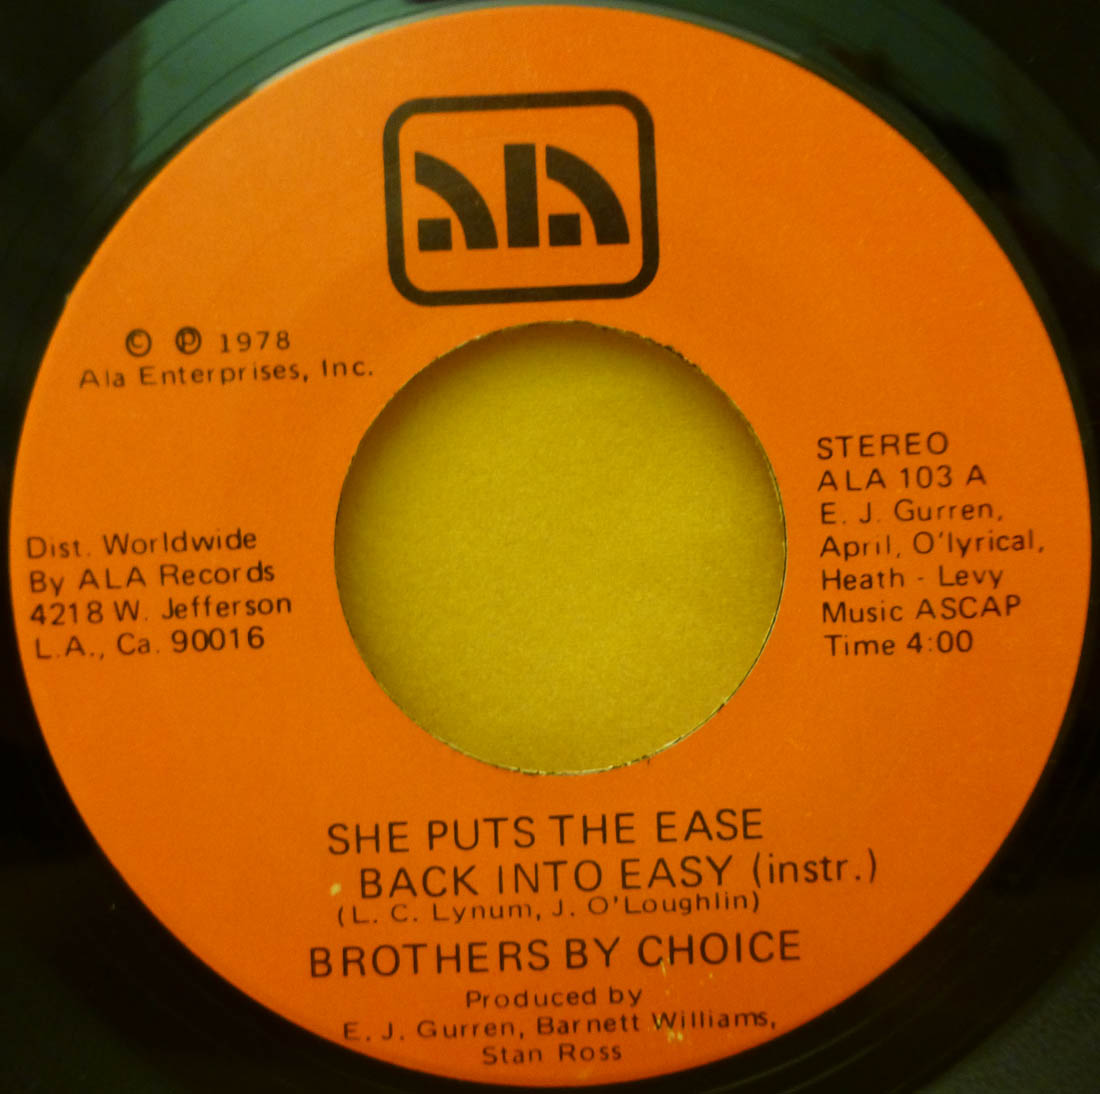 ala
© ℗ 1978
Ala Enterprises, Inc.
Dist. Worldwide
By ALA Records
4218 W. Jefferson
L.A., Ca. 90016
STEREO
ALA 103 A
E. J. Gurren,
April, O'lyrical,
Heath - Levy
Music ASCAP
Time 4:00
SHE PUTS THE EASE
BACK INTO EASY (instr.)
(L. C. Lynum, J. O'Loughlin)
BROTHERS BY CHOICE
Produced by
E. J. Gurren, Barnett Williams,
Stan Ross